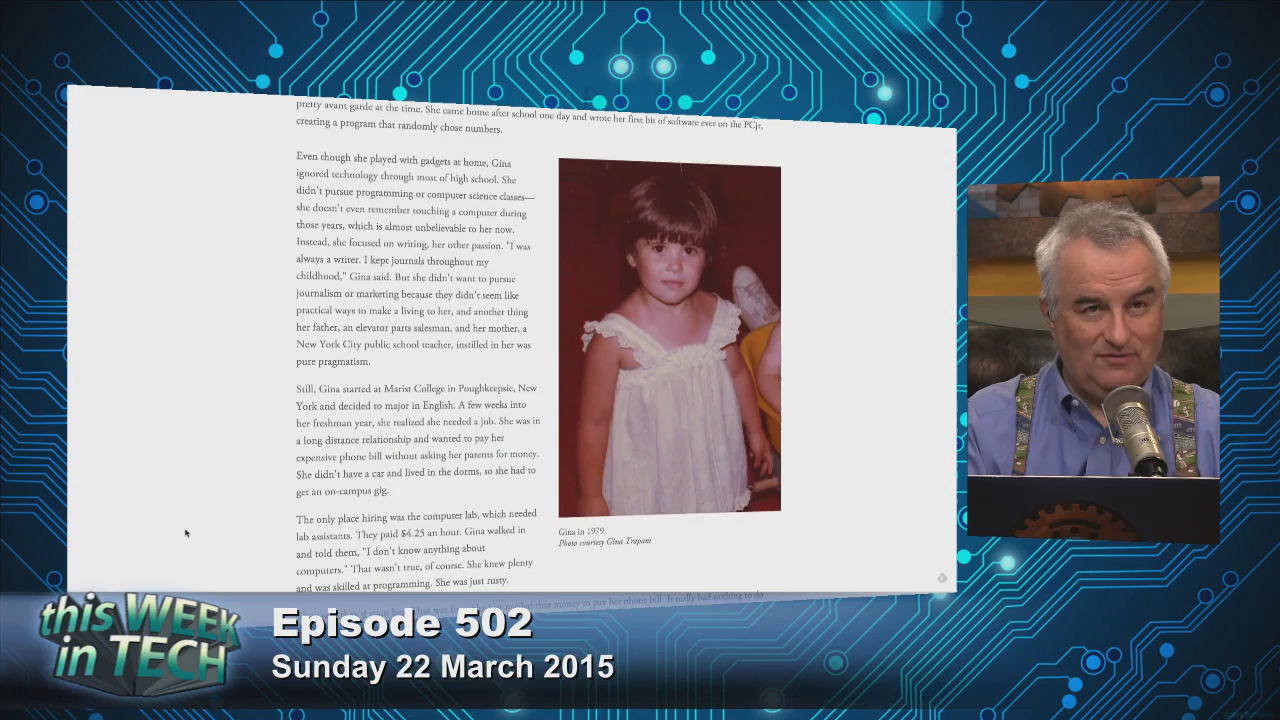 pretty avant garde at the time. She came home after school one day and wrote her first bit of software ever on the PCjr,
creating a program that randomly chose numbers.
Even though she played with gadgets at home, Gina
ignored technology through most of high school. She
didn't pursue programming or computer science classes—
she doesn't even remember touching a computer during
those years, which is almost unbelievable to her now.
Instead, she focused on writing, her other passion. "I was
always a writer. I kept journals throughout my
childhood," Gina said. But she didn't want to pursue
journalism or marketing because they didn't seem like
practical ways to make a living to her, and another thing
her father, an elevator parts salesman, and her mother, a
New York City public school teacher, instilled in her was
pure pragmatism.
Still, Gina started at Marist College in Poughkeepsie, New
York and decided to major in English. A few weeks into
her freshman year, she realized she needed a job. She was in
a long distance relationship and wanted to pay her
expensive phone bill without asking her parents for money.
She didn't have a car and lived in the dorms, so she had to
get an on-campus gig.
The only place hiring was the computer lab, which needed
lab assistants. They paid $4.25 an hour. Gina walked in
and told them, "I don't know anything about
computers." That wasn't true, of course. She knew plenty
and was skilled at programming. She was just rusty.
that money to pay her phone bill. It really had nothing to do
Gina in 1979.
Photo courtesy Gina Trapani
this WEEK
in TECH
Episode 502
Sunday 22 March 2015